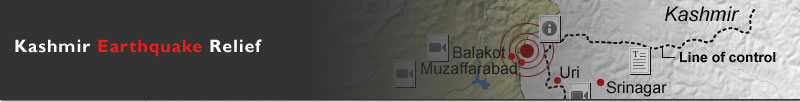 Kashmir Earthquake Relief
Kashmir
Line of control
Balakot
Muzaffarabad
Uri
Srinagar